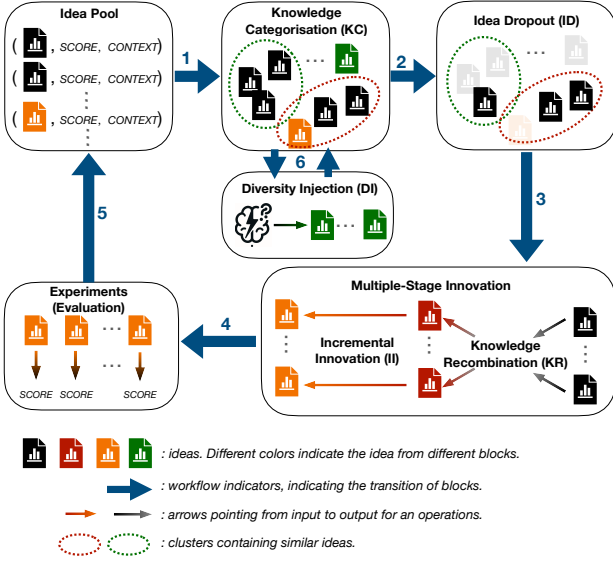 Idea Pool
( , SCORE, CONTEXT)
( , SCORE, CONTEXT)
( , SCORE, CONTEXT)
1
Knowledge
Categorisation (KC)
2
Idea Dropout (ID)
6
Diversity Injection (DI)
3
5
Experiments
(Evaluation)
SCORE SCORE SCORE
4
Multiple-Stage Innovation
Incremental
Innovation (II)
Knowledge
Recombination (KR)
: ideas. Different colors indicate the idea from different blocks.
: workflow indicators, indicating the transition of blocks.
: arrows pointing from input to output for an operations.
: clusters containing similar ideas.